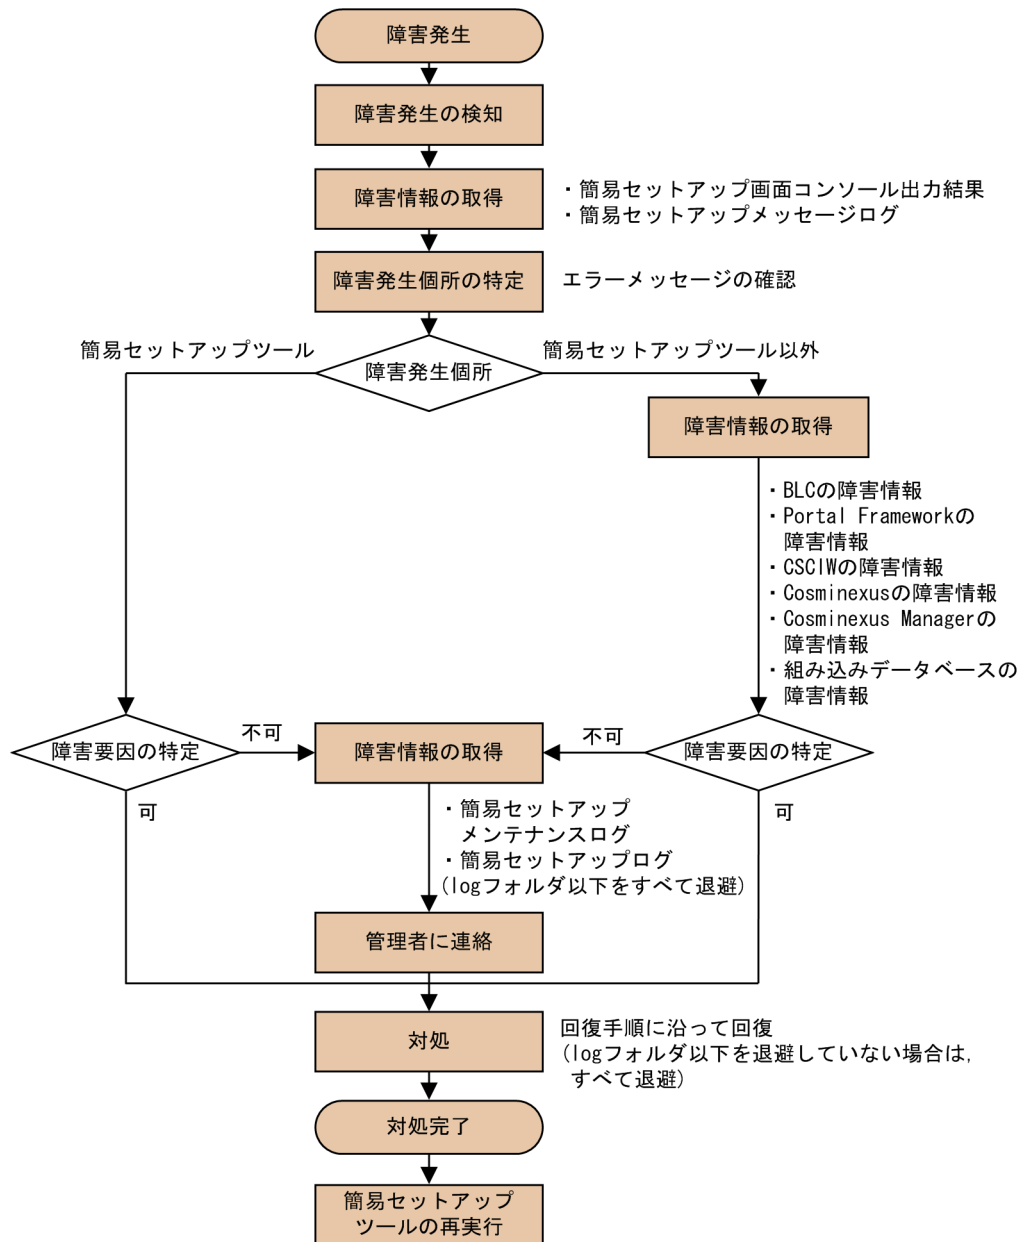 障害発生
障害発生の検知
障害情報の取得
・簡易セットアップ画面コンソール出力結果
・簡易セットアップメッセージログ
障害発生個所の特定
エラーメッセージの確認
簡易セットアップツール
障害発生個所
簡易セットアップツール以外
障害情報の取得
・BLCの障害情報
・Portal Frameworkの
障害情報
・CSCIWの障害情報
・Cosminexusの障害情報
・Cosminexus Managerの
障害情報
・組み込みデータベースの
障害情報
障害要因の特定
不可
障害情報の取得
不可
障害要因の特定
可
可
・簡易セットアップ
メンテナンスログ
・簡易セットアップログ
(logフォルダ以下をすべて退避)
管理者に連絡
対処
回復手順に沿って回復
(logフォルダ以下を退避していない場合は,
すべて退避)
対処完了
簡易セットアップ
ツールの再実行